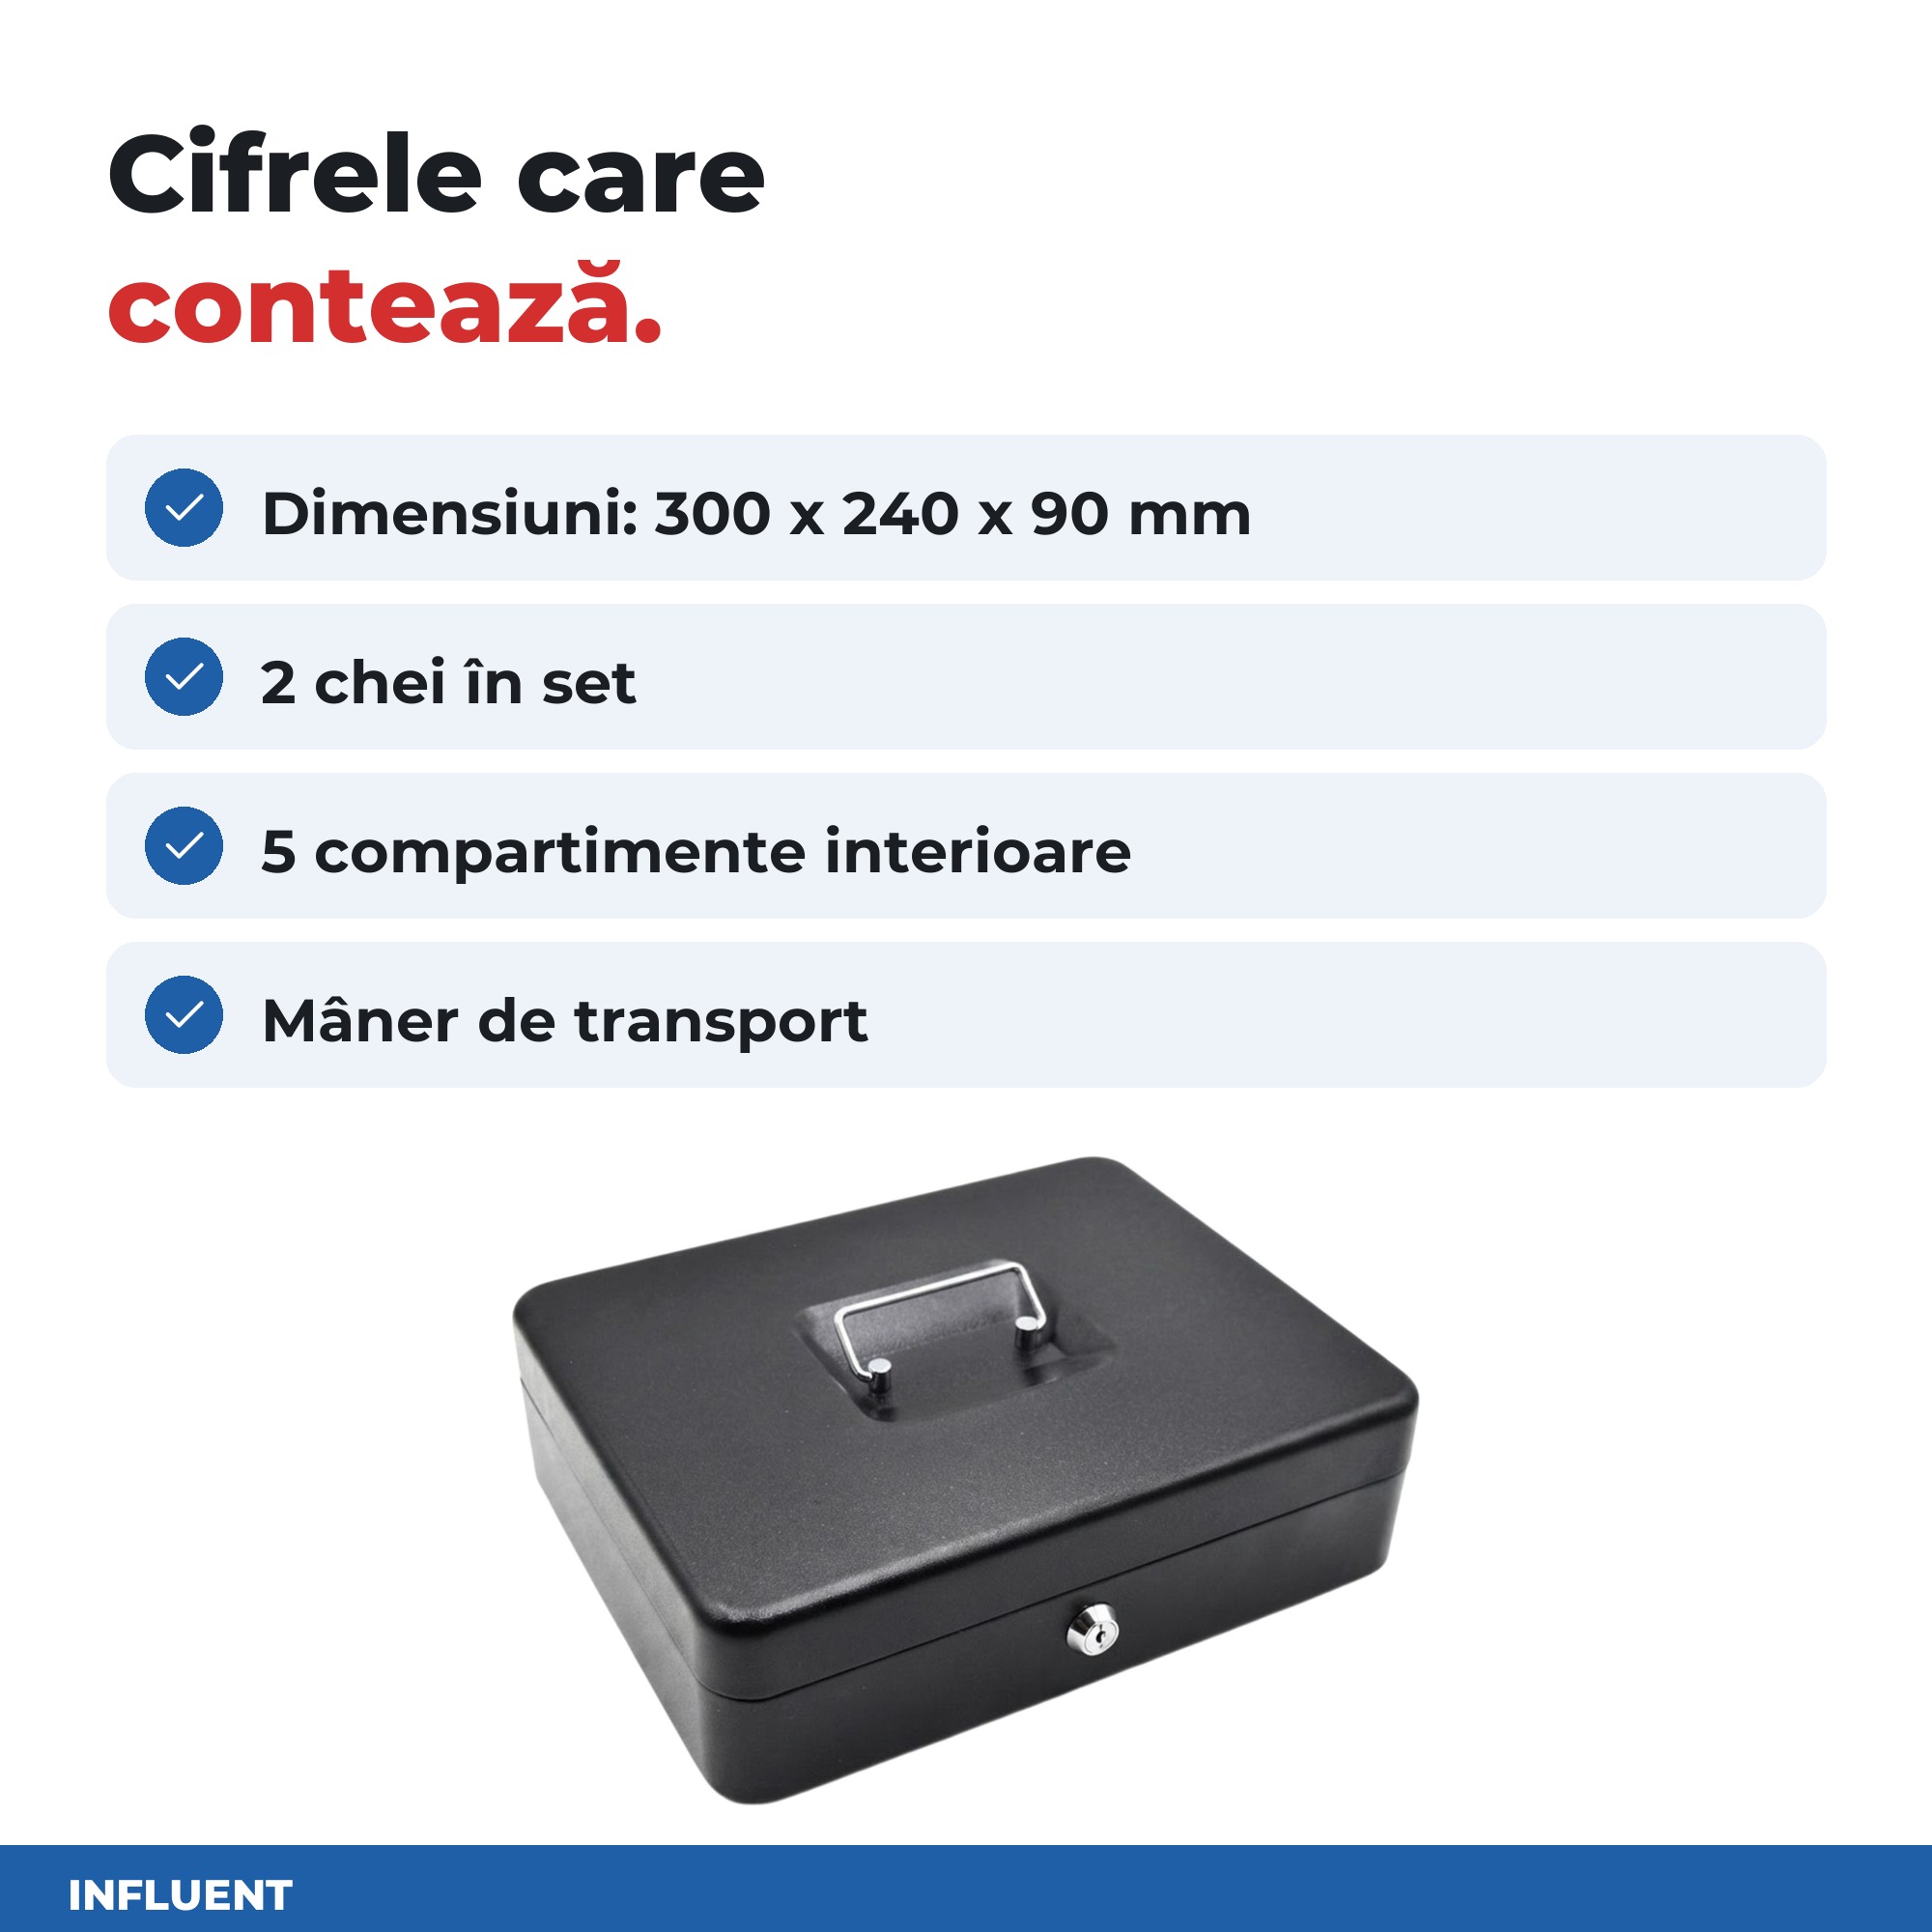 Cifrele care
contează.
Dimensiuni: 300 x 240 x 90 mm
2 chei în set
5 compartimente interioare
Mâner de transport
INFLUENT